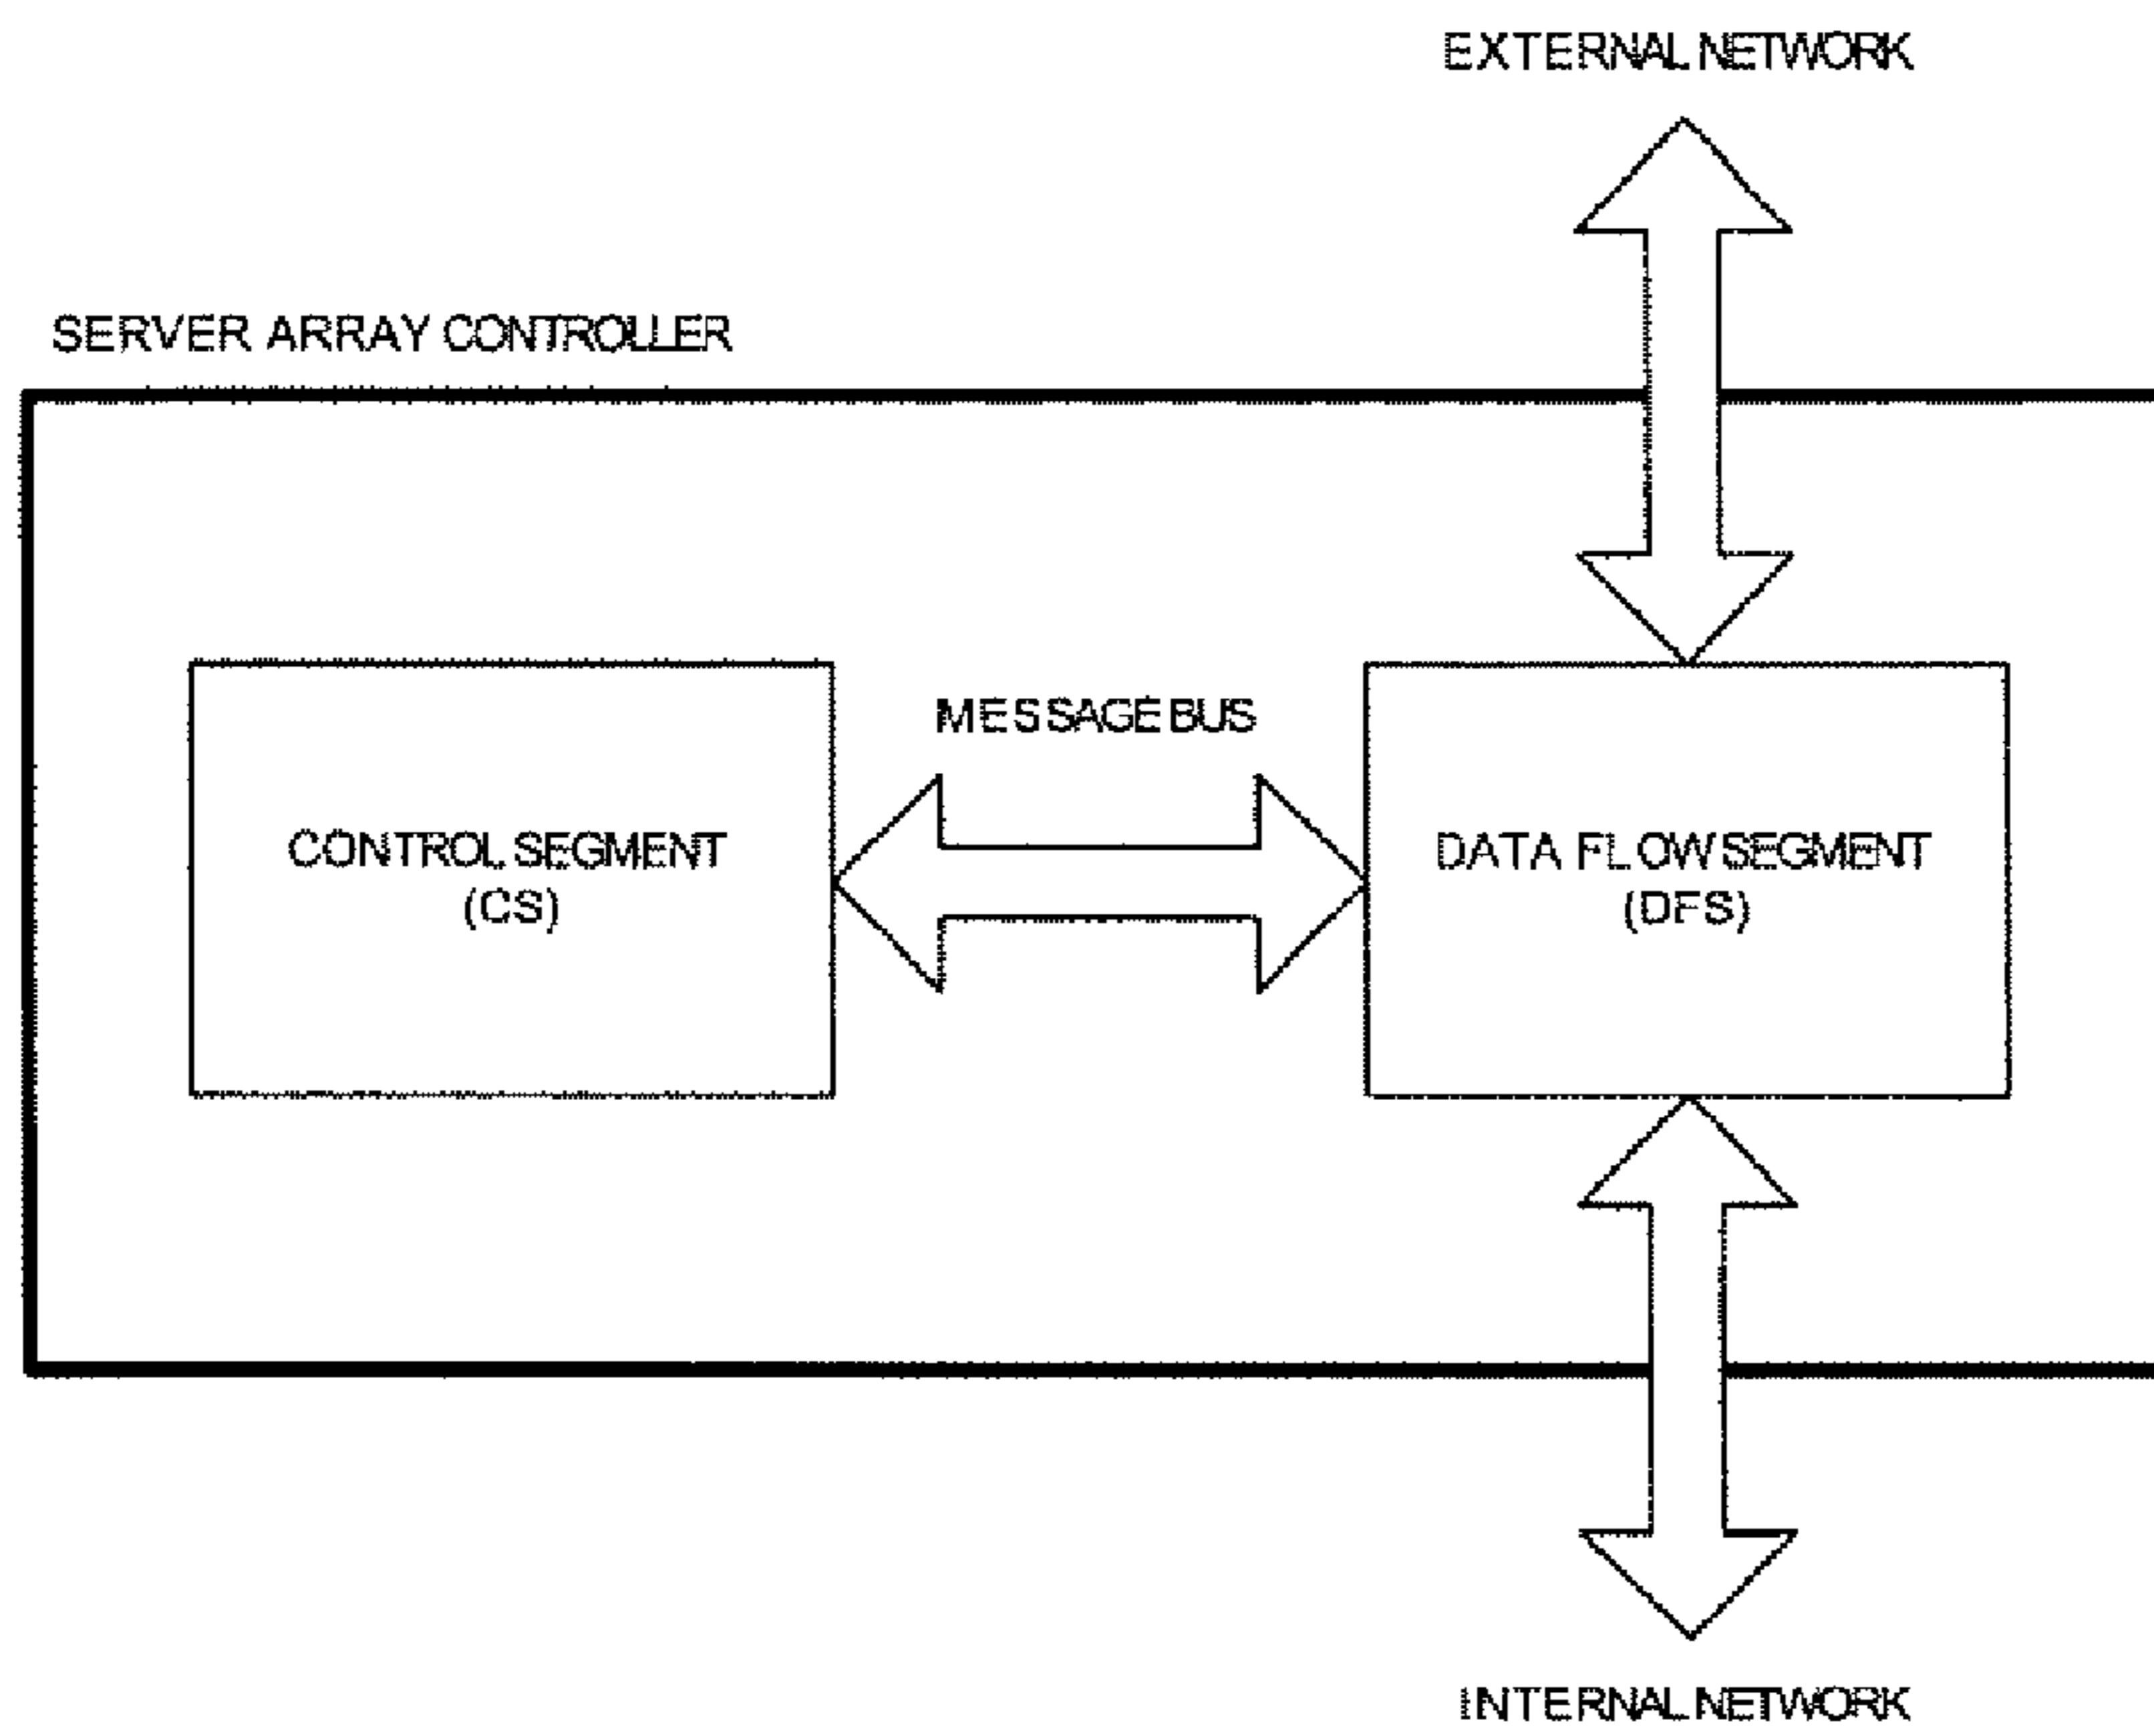 EXTERNAL NETWORK
SERVER ARRAY CONTROLLER
MESSAGE BUS
CONTROL SEGMENT
(CS)
DATA FLOW SEGMENT
(DFS)
INTERNAL NETWORK